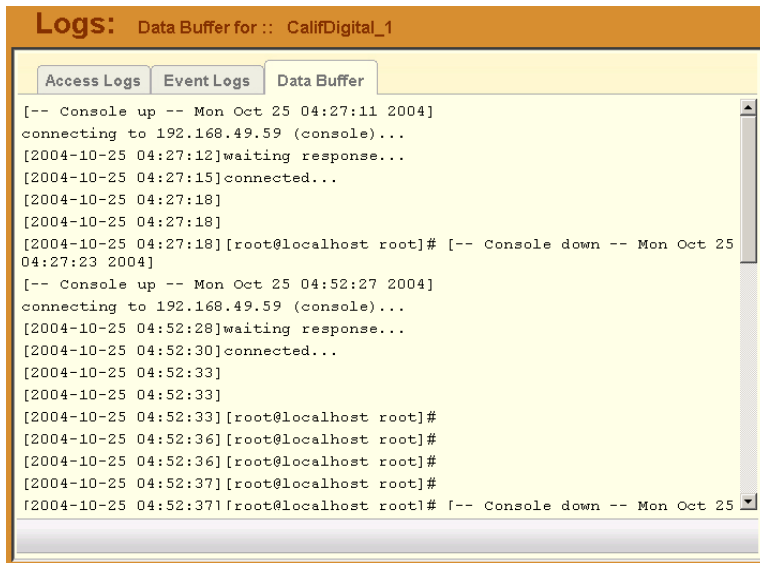 Logs: Data Buffer for :: CalifDigital_1
Access Logs Event Logs Data Buffer
[-- Console up -- Mon Oct 25 04:27:11 2004]
connecting to 192.168.49.59 (console)...
[2004-10-25 04:27:12]waiting response...
[2004-10-25 04:27:15]connected...
[2004-10-25 04:27:18]
[2004-10-25 04:27:18]
[2004-10-25 04:27:18][root@localhost root]# [-- Console down -- Mon Oct 25
04:27:23 2004]
[-- Console up -- Mon Oct 25 04:52:27 2004]
connecting to 192.168.49.59 (console)...
[2004-10-25 04:52:28]waiting response...
[2004-10-25 04:52:30]connected...
[2004-10-25 04:52:33]
[2004-10-25 04:52:33]
[2004-10-25 04:52:33][root@localhost root]#
[2004-10-25 04:52:36][root@localhost root]#
[2004-10-25 04:52:36][root@localhost root]#
[2004-10-25 04:52:37][root@localhost root]#
[2004-10-25 04:52:37][root@localhost root]# [-- Console down -- Mon Oct 25